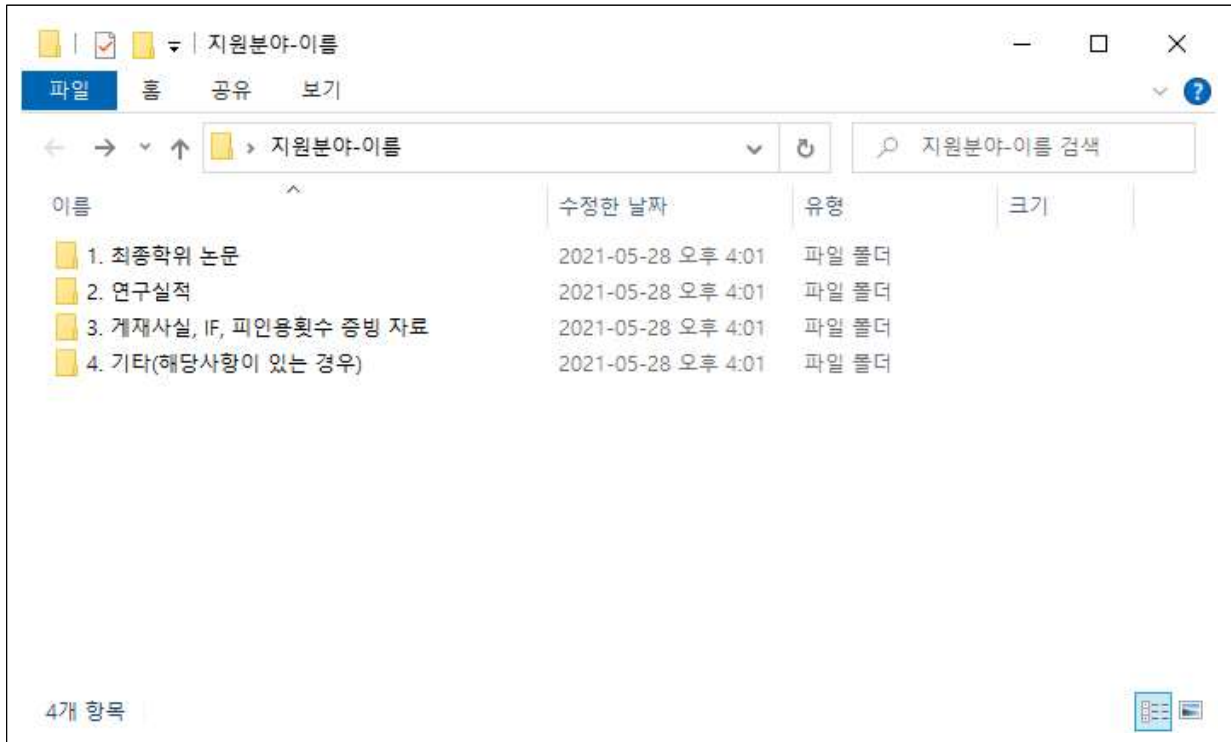 지원분야-이름
파일 홈 공유 보기
지원분야-이름 지원분야-이름 검색
이름 수정한 날짜 유형 크기
1. 최종학위 논문 2021-05-28 오후 4:01 파일 폴더
2. 연구실적 2021-05-28 오후 4:01 파일 폴더
3. 게재사실, IF, 피인용횟수 증빙 자료 2021-05-28 오후 4:01 파일 폴더
4. 기타(해당사항이 있는 경우) 2021-05-28 오후 4:01 파일 폴더
4개 항목